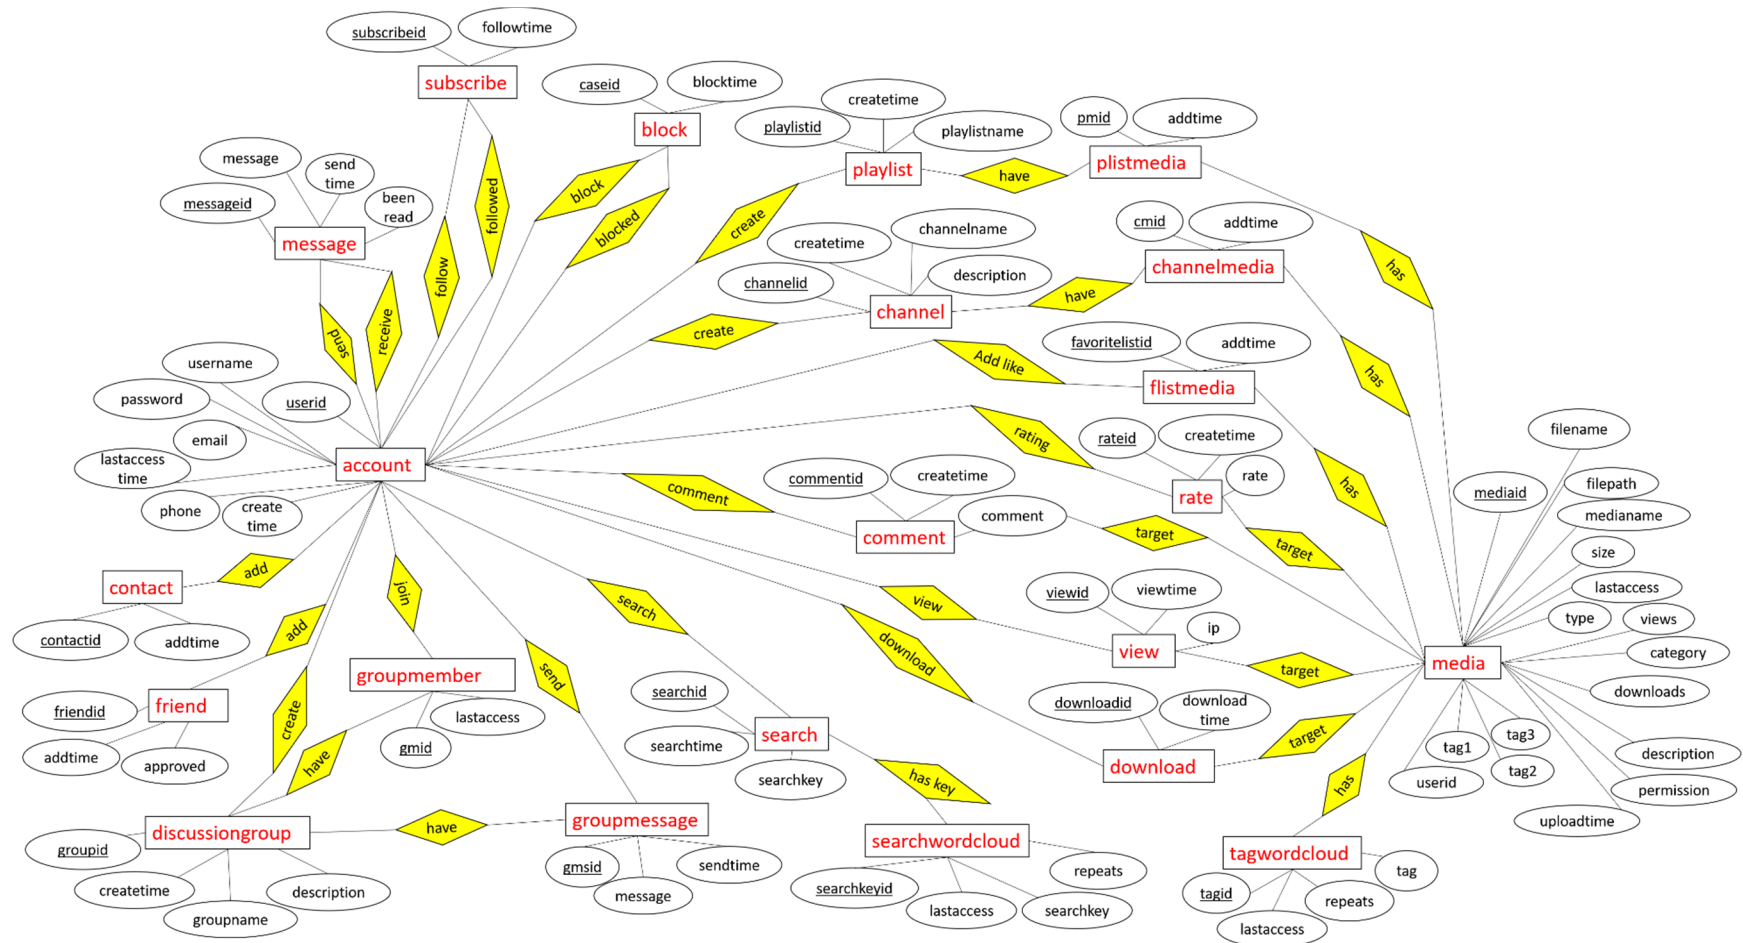 subscribeid
followtime
subscribe
caseid
blocktime
block
createtime
playlistid
playlistname
playlist
have
pmid
addtime
plistmedia
message
send
time
messageid
been
read
message
followed
follow
block
blocked
create
send
receive
createtime
channelname
channelid
description
channel
create
have
cmid
addtime
channelmedia
has
has
has
Add like
favoritelistid
addtime
flistmedia
username
password
userid
email
lastaccess
time
phone
create
time
account
rating
rateid
createtime
rate
rate
comment
commentid
createtime
comment
comment
target
target
filename
mediaid
filepath
medianame
size
lastaccess
type
views
category
downloads
description
permission
uploadtime
tag3
tag2
tag1
userid
media
add
contact
contactid
addtime
add
join
search
view
viewid
viewtime
ip
view
target
download
send
friend
friendid
addtime
approved
create
have
groupmember
gmid
lastaccess
searchid
searchtime
searchkey
search
downloadid
download
time
download
target
has key
has
discussiongroup
groupid
createtime
groupname
description
have
groupmessage
gmsid
message
sendtime
searchwordcloud
searchkeyid
lastaccess
searchkey
repeats
tagwordcloud
tagid
lastaccess
repeats
tag